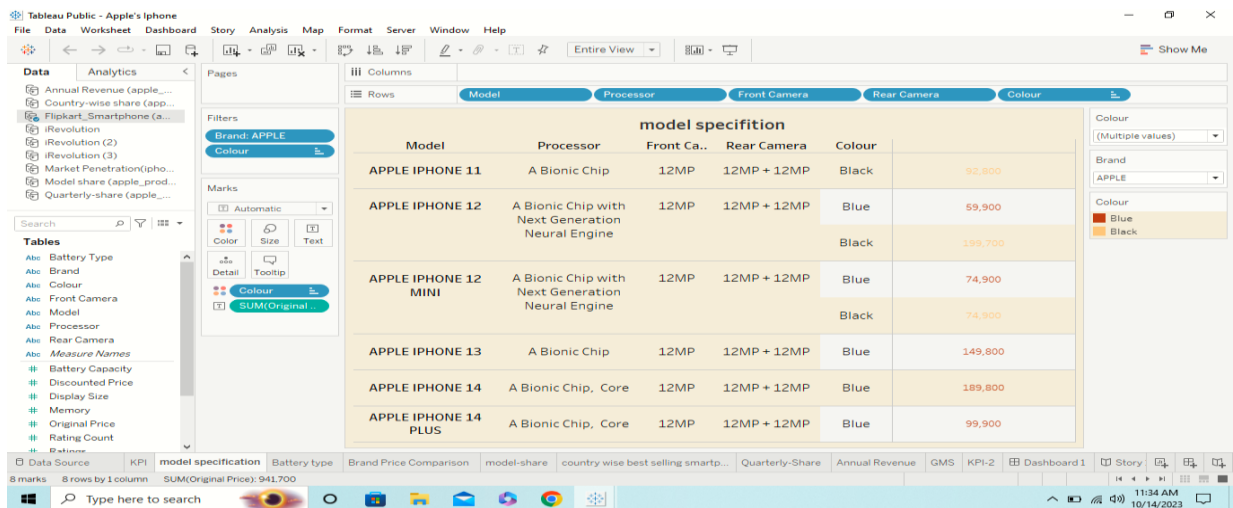 Tableau Public - Apple's Iphone
File Data Worksheet Dashboard Story Analysis Map Format Server Window Help
Entire View
Show Me
Data Analytics
Annual Revenue (apple_...
Country-wise share (app...
Flipkart_Smartphone (a...
iRevolution
iRevolution (2)
iRevolution (3)
Market Penetration(ipho...
Model share (apple_prod...
Quarterly-share (apple_...
Search
Tables
Abc Battery Type
Abc Brand
Abc Colour
Abc Front Camera
Abc Model
Abc Processor
Abc Rear Camera
Abc Measure Names
# Battery Capacity
# Discounted Price
# Display Size
# Memory
# Original Price
# Rating Count
# Ratings
Pages
Filters
Brand: APPLE
Colour
Marks
Automatic
Color Size Text
Detail Tooltip
Colour
SUM(Original ..
Columns
Rows Model Processor Front Camera Rear Camera Colour
model specifition
Model Processor Front Ca.. Rear Camera Colour
APPLE IPHONE 11 A Bionic Chip 12MP 12MP + 12MP Black 92,800
APPLE IPHONE 12 A Bionic Chip with 12MP 12MP + 12MP Blue 59,900
Next Generation
Neural Engine
Black 199,700
APPLE IPHONE 12 A Bionic Chip with 12MP 12MP + 12MP Blue 74,900
MINI Next Generation
Neural Engine
Black 74,900
APPLE IPHONE 13 A Bionic Chip 12MP 12MP + 12MP Blue 149,800
APPLE IPHONE 14 A Bionic Chip, Core 12MP 12MP + 12MP Blue 189,800
APPLE IPHONE 14 A Bionic Chip, Core 12MP 12MP + 12MP Blue 99,900
PLUS
Colour
(Multiple values)
Brand
APPLE
Colour
Blue
Black
Data Source KPI model specification Battery type Brand Price Comparison model-share country wise best selling smartp... Quarterly-Share Annual Revenue GMS KPI-2 Dashboard 1 Story
8 marks 8 rows by 1 column SUM(Original Price): 941,700
Type here to search
11:34 AM
10/14/2023